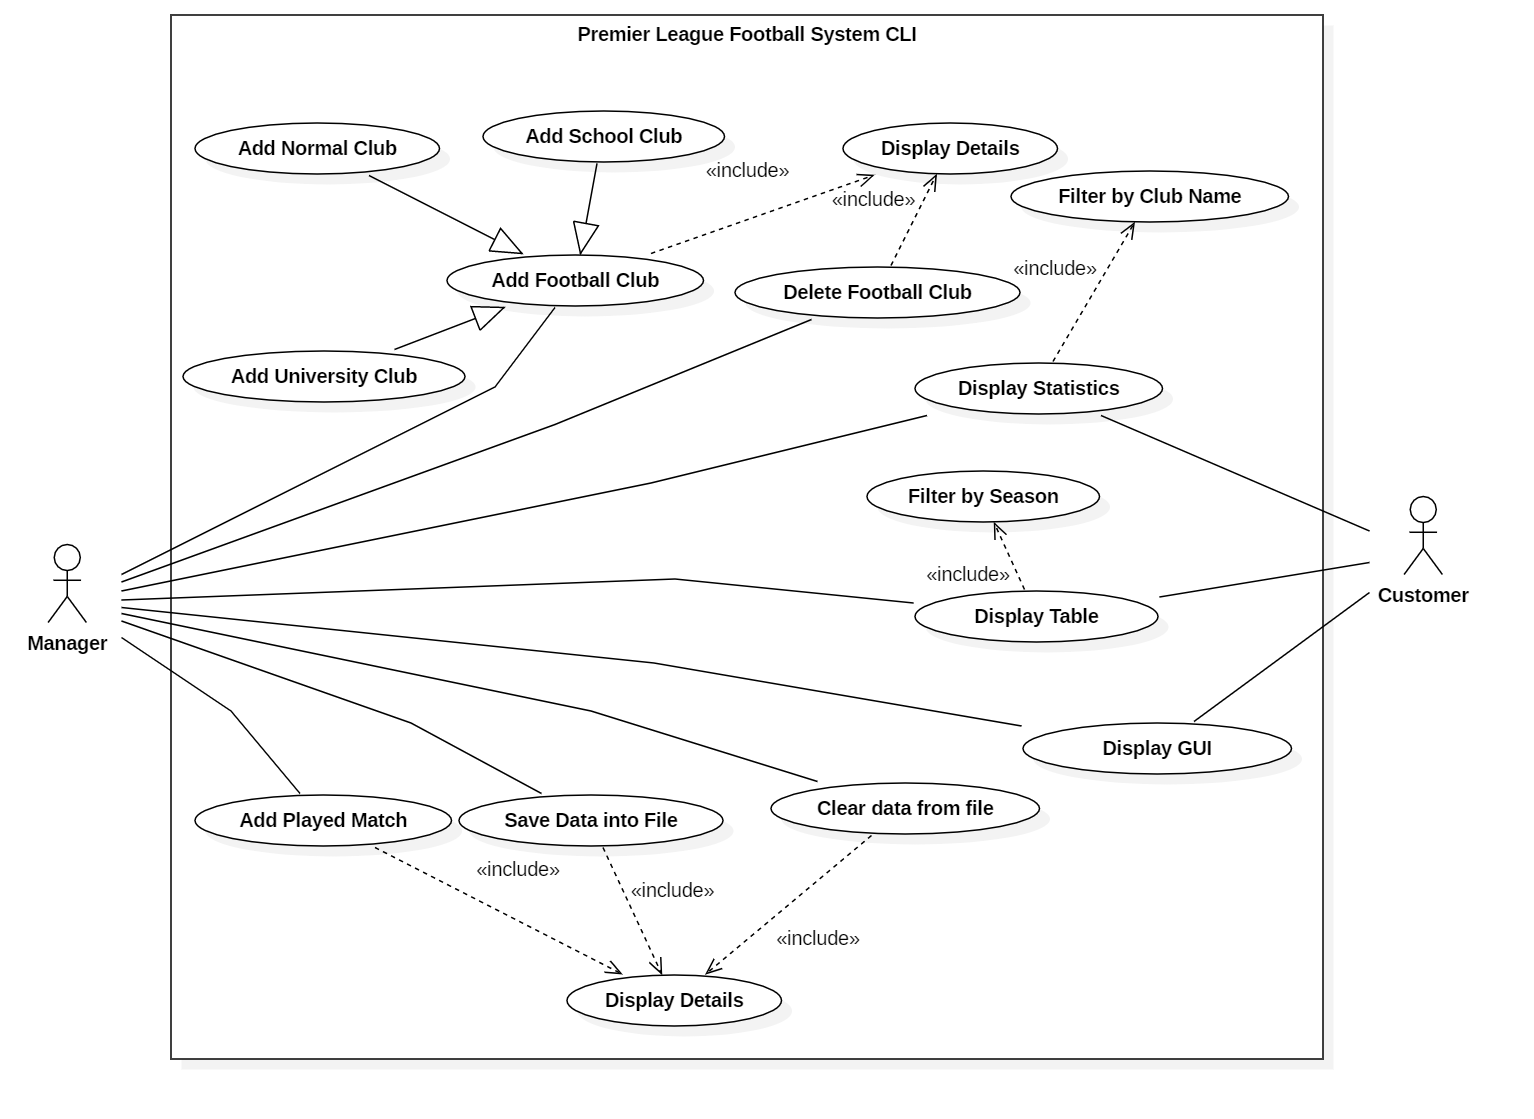 Premier League Football System CLI
Add Normal Club
Add School Club
Display Details
«include»
«include»
Filter by Club Name
Add Football Club
Delete Football Club
«include»
Add University Club
Display Statistics
Filter by Season
«include»
Display Table
Manager
Customer
Display GUI
Add Played Match
Save Data into File
Clear data from file
«include»
«include»
«include»
Display Details